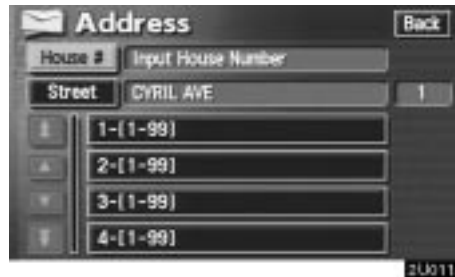 Address Back
House # Input House Number
Street CYRIL AVE 1
1-[1-99]
2-[1-99]
3-[1-99]
4-[1-99]
2U011